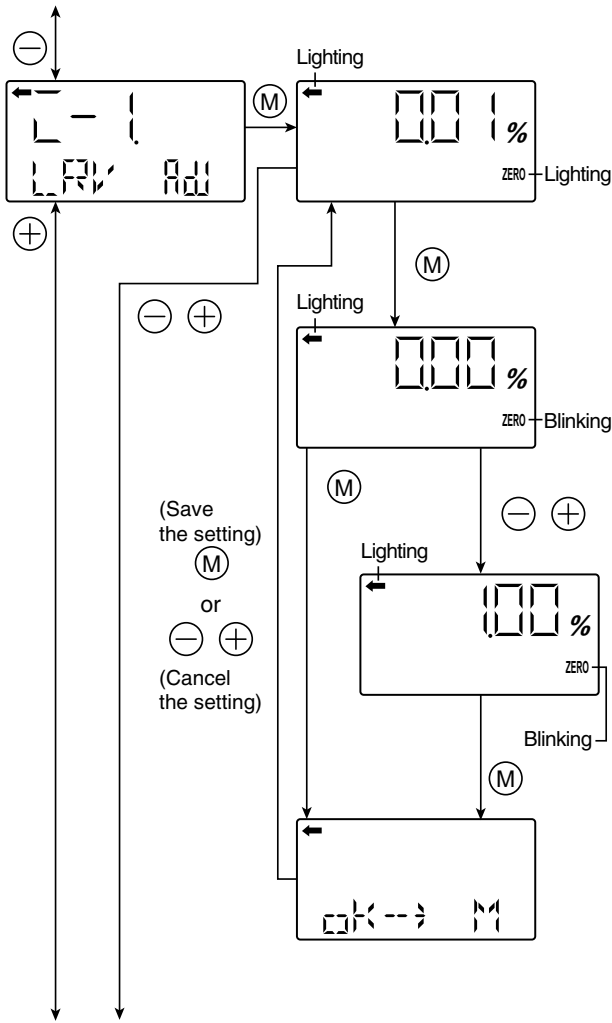 ⊖
Lighting
C-1.
LRV AdJ
Ⓜ
0.01 %
ZERO
Lighting
⊕
Ⓜ
⊖ ⊕
Lighting
0.00 %
ZERO
Blinking
Ⓜ
⊖ ⊕
(Save
the setting)
Ⓜ
or
⊖ ⊕
(Cancel
the setting)
Lighting
1.00 %
ZERO
Blinking
Ⓜ
oK--> M